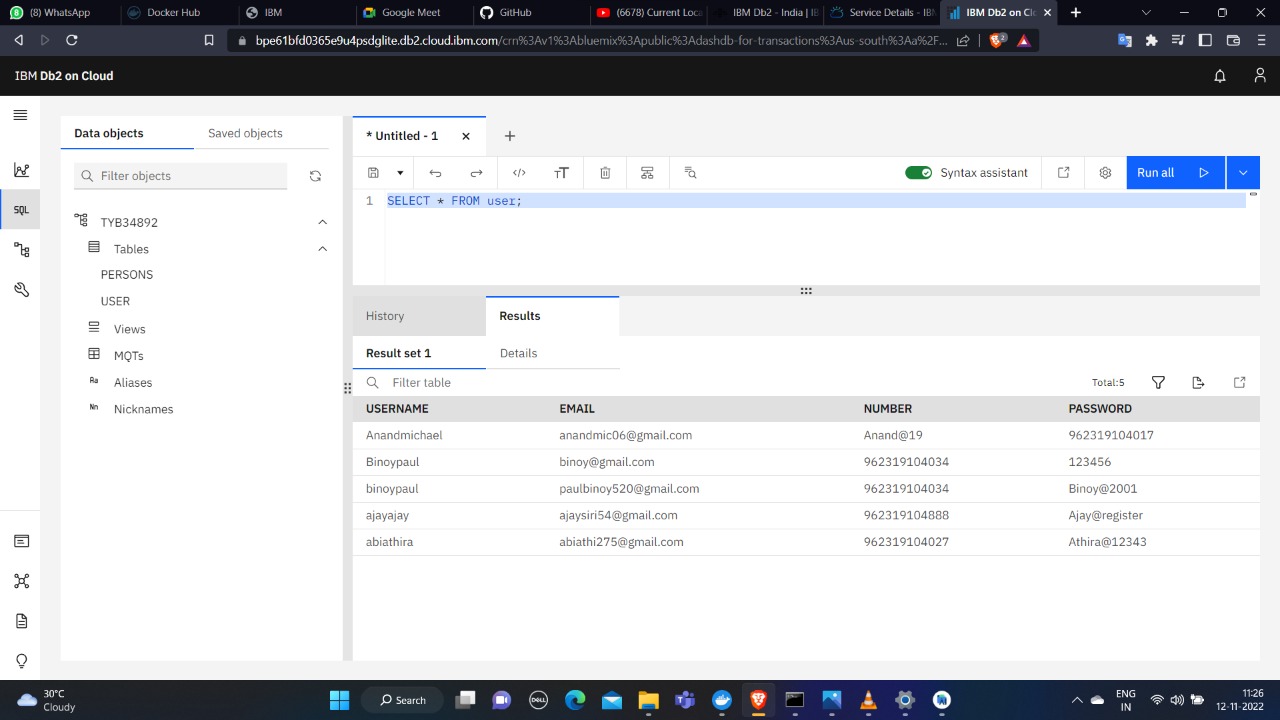 (8) WhatsApp
Docker Hub
IBM
Google Meet
GitHub
(6678) Current Loca
IBM Db2 - India | IB
Service Details - IBM
IBM Db2 on Clo
bpe61bfd0365e9u4psdglite.db2.cloud.ibm.com/crn%3Av1%3Abluemix%3Apublic%3Adashdb-for-transactions%3Aus-south%3Aa%2F...
2
IBM Db2 on Cloud
Data objects
Saved objects
* Untitled - 1
Filter objects
Syntax assistant
Run all
SQL
1 SELECT * FROM user;
TYB34892
Tables
PERSONS
USER
Views
MQTs
Aliases
Nicknames
History
Results
Result set 1
Details
Filter table
Total:5
USERNAME EMAIL NUMBER PASSWORD
Anandmichael anandmic06@gmail.com Anand@19 962319104017
Binoypaul binoy@gmail.com 962319104034 123456
binoypaul paulbinoy520@gmail.com 962319104034 Binoy@2001
ajayajay ajaysiri54@gmail.com 962319104888 Ajay@register
abiathira abiathi275@gmail.com 962319104027 Athira@12343
30°C
Cloudy
Search
DELL
ENG
IN
11:26
12-11-2022